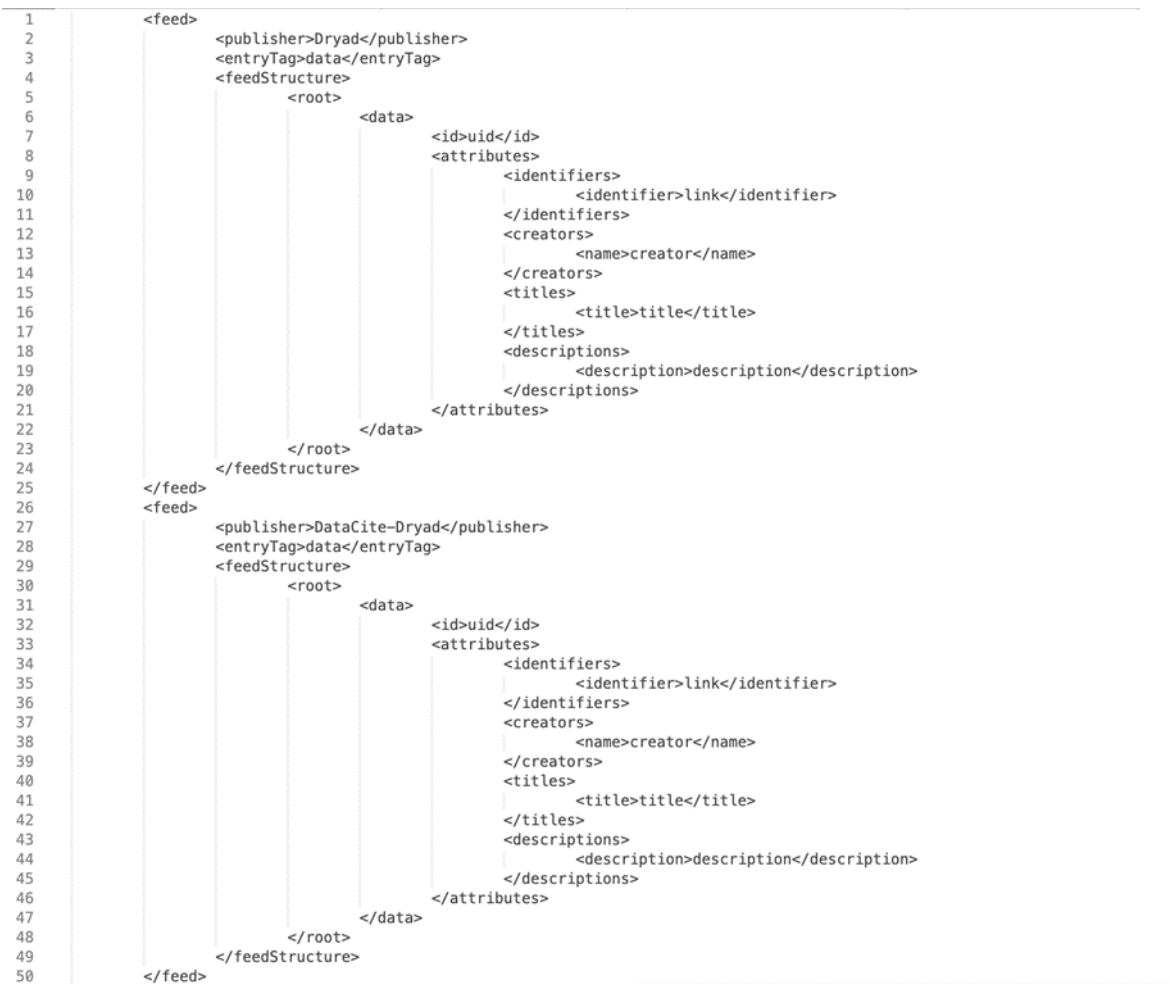 1 <feed>
2 <publisher>Dryad</publisher>
3 <entryTag>data</entryTag>
4 <feedStructure>
5 <root>
6 <data>
7 <id>uid</id>
8 <attributes>
9 <identifiers>
10 <identifier>link</identifier>
11 </identifiers>
12 <creators>
13 <name>creator</name>
14 </creators>
15 <titles>
16 <title>title</title>
17 </titles>
18 <descriptions>
19 <description>description</description>
20 </descriptions>
21 </attributes>
22 </data>
23 </root>
24 </feedStructure>
25 </feed>
26 <feed>
27 <publisher>DataCite-Dryad</publisher>
28 <entryTag>data</entryTag>
29 <feedStructure>
30 <root>
31 <data>
32 <id>uid</id>
33 <attributes>
34 <identifiers>
35 <identifier>link</identifier>
36 </identifiers>
37 <creators>
38 <name>creator</name>
39 </creators>
40 <titles>
41 <title>title</title>
42 </titles>
43 <descriptions>
44 <description>description</description>
45 </descriptions>
46 </attributes>
47 </data>
48 </root>
49 </feedStructure>
50 </feed>